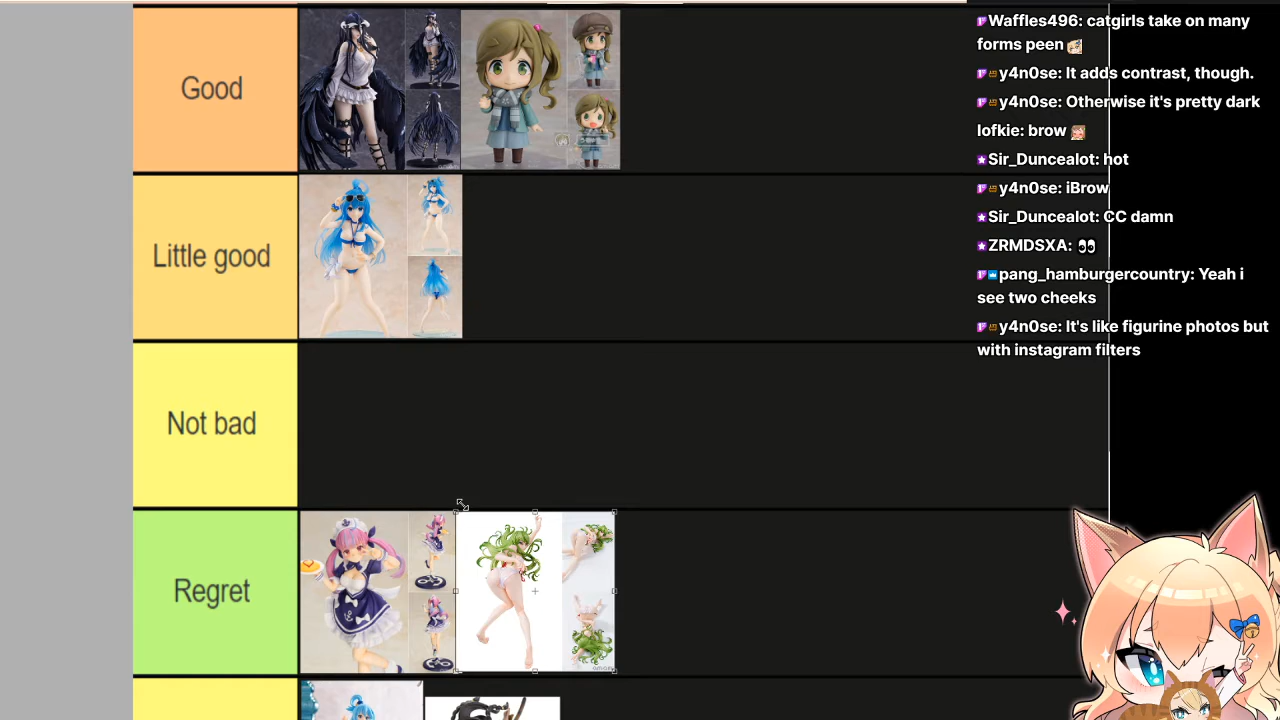 Good
Little good
Not bad
Regret
Waffles496: catgirls take on many
forms peen
y4n0se: It adds contrast, though.
y4n0se: Otherwise it's pretty dark
lofkie: brow
Sir_Duncealot: hot
y4n0se: iBrow
Sir_Duncealot: CC damn
ZRMDSXA: 👀
pang_hamburgercountry: Yeah i
see two cheeks
y4n0se: It's like figurine photos but
with instagram filters